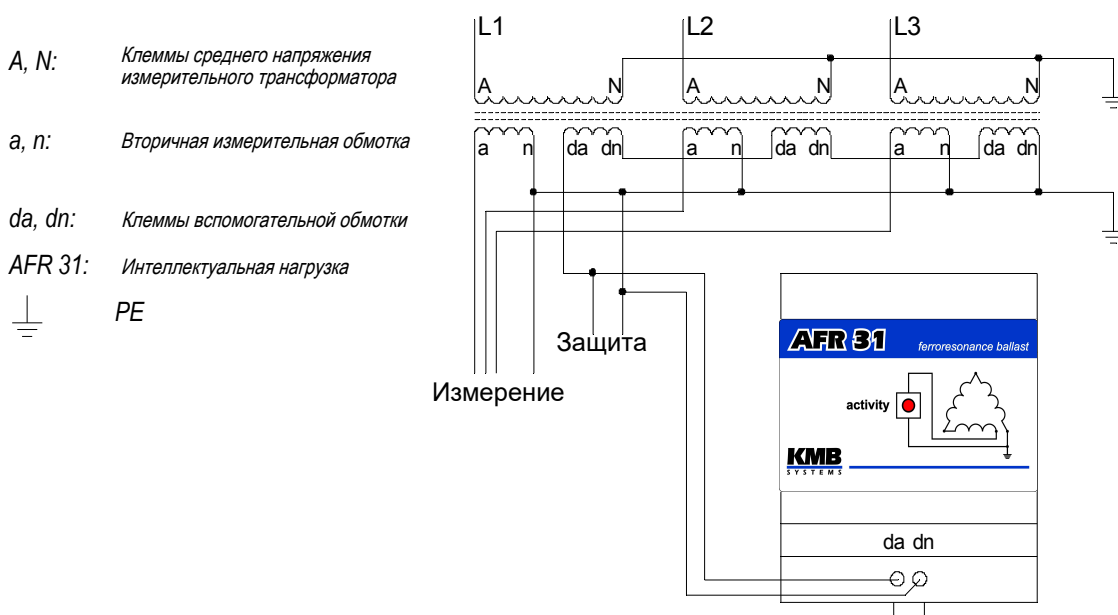 A, N: Клеммы среднего напряжения
измерительного трансформатора
a, n: Вторичная измерительная обмотка
da, dn: Клеммы вспомогательной обмотки
AFR 31: Интеллектуальная нагрузка
PE
L1 L2 L3
A N A N A N
a n da dn a n da dn a n da dn
Защита
Измерение
AFR 31 ferroresonance ballast
activity
KMB
SYSTEMS
da dn